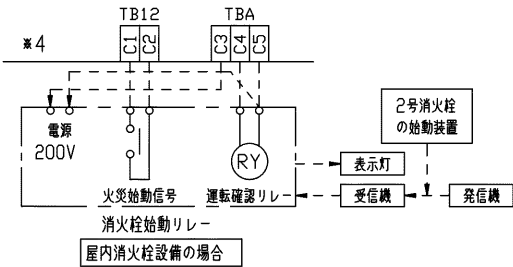 TB12 TBA
※4
C1 C2 C3 C4 C5
電源
200V
RY
火災始動信号 運転確認リレー
消火栓始動リレー
屋内消火栓設備の場合
2号消火栓
の始動装置
表示灯
受信機
発信機